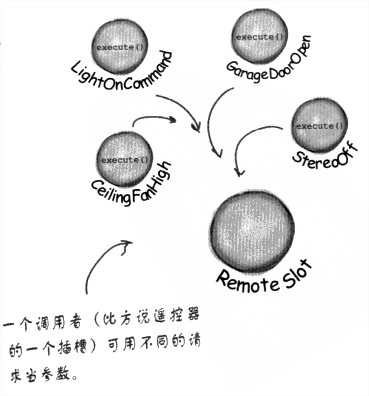 execute()
LightOnCommand
execute()
GarageDoorOpen
execute()
CeilingFanHigh
execute()
StereoOff
Remote Slot
一个调用者（比方说遥控器
的一个插槽）可用不同的请
求当参数。